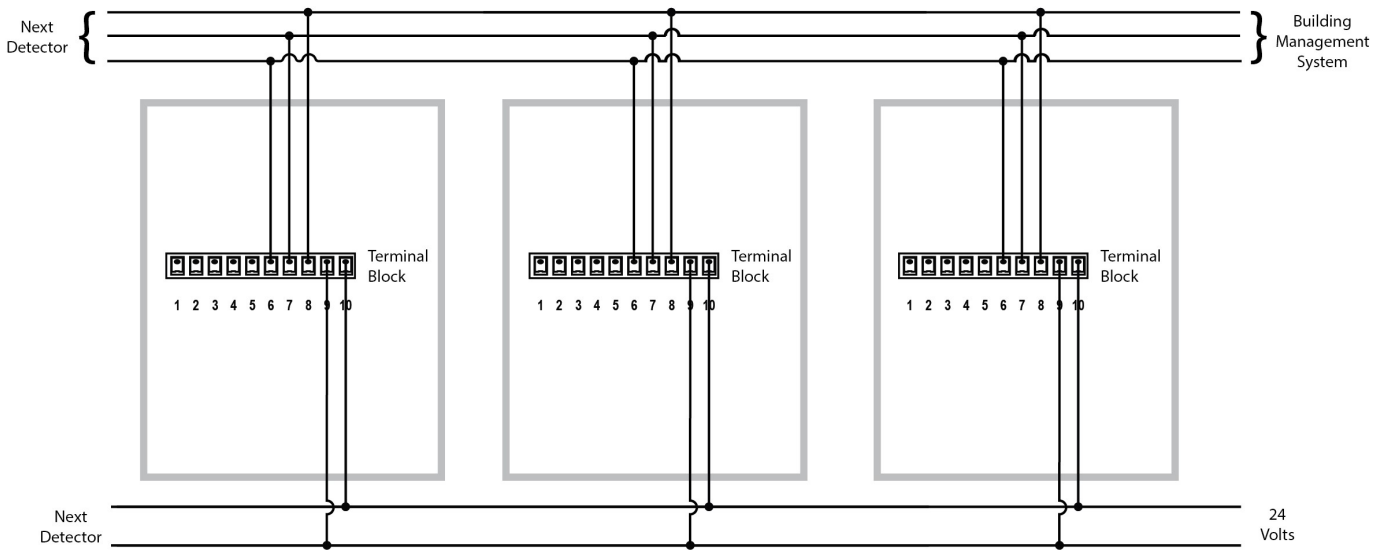 Next
Detector
Building
Management
System
Terminal
Block
1 2 3 4 5 6 7 8 9 10
Terminal
Block
1 2 3 4 5 6 7 8 9 10
Terminal
Block
1 2 3 4 5 6 7 8 9 10
Next
Detector
24
Volts